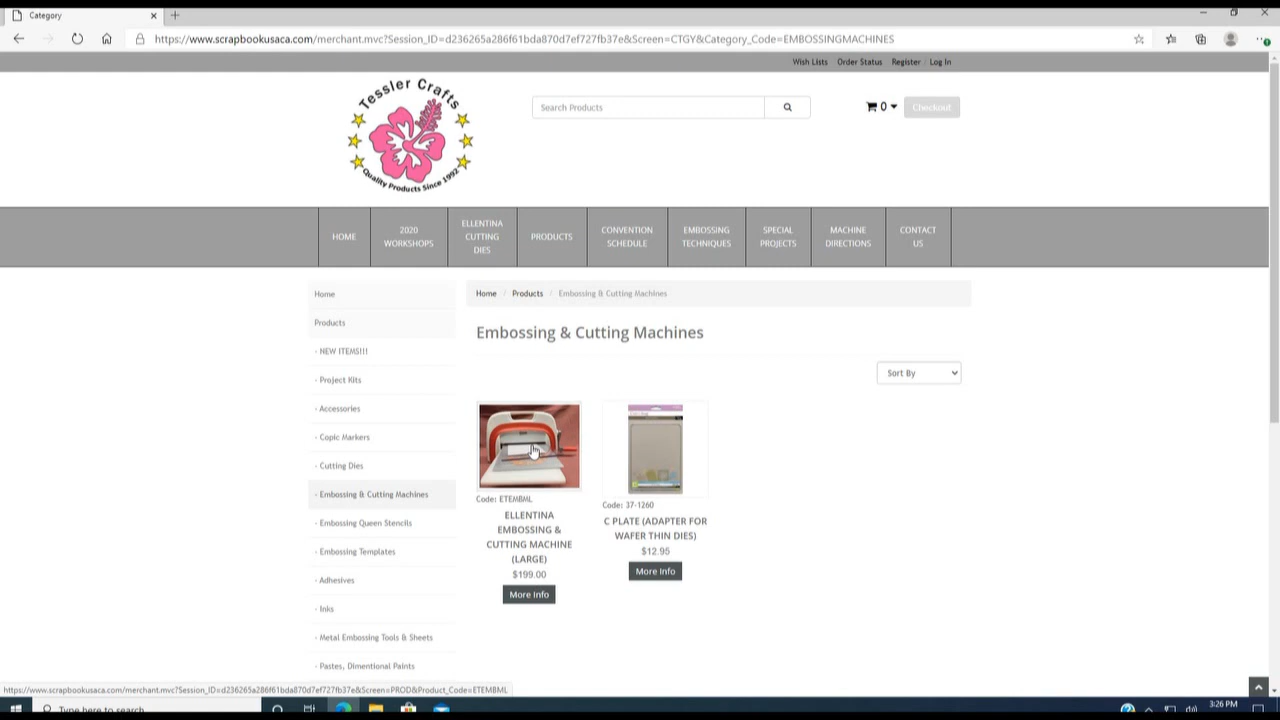 Category
https://www.scrapbookusaca.com/merchant.mvc?Session_ID=d236265a286f61bda870d7ef727fb37e&Screen=CTGY&Category_Code=EMBOSSINGMACHINES
Wish Lists Order Status Register Log In
Tessler Crafts
Quality Products Since 1992
Search Products
0
Checkout
HOME
2020
WORKSHOPS
ELLENTINA
CUTTING
DIES
PRODUCTS
CONVENTION
SCHEDULE
EMBOSSING
TECHNIQUES
SPECIAL
PROJECTS
MACHINE
DIRECTIONS
CONTACT
US
Home
Products
- NEW ITEMS!!!
- Project Kits
- Accessories
- Copic Markers
- Cutting Dies
- Embossing & Cutting Machines
- Embossing Queen Stencils
- Embossing Templates
- Adhesives
- Inks
- Metal Embossing Tools & Sheets
- Pastes, Dimentional Paints
Home / Products / Embossing & Cutting Machines
Embossing & Cutting Machines
Sort By
Code: ETEMBML
ELLENTINA
EMBOSSING &
CUTTING MACHINE
(LARGE)
$199.00
More Info
Code: 37-1260
C PLATE (ADAPTER FOR
WAFER THIN DIES)
$12.95
More Info
https://www.scrapbookusaca.com/merchant.mvc?Session_ID=d236265a286f61bda870d7ef727fb37e&Screen=PROD&Product_Code=ETEMBML
Type here to search
3:26 PM